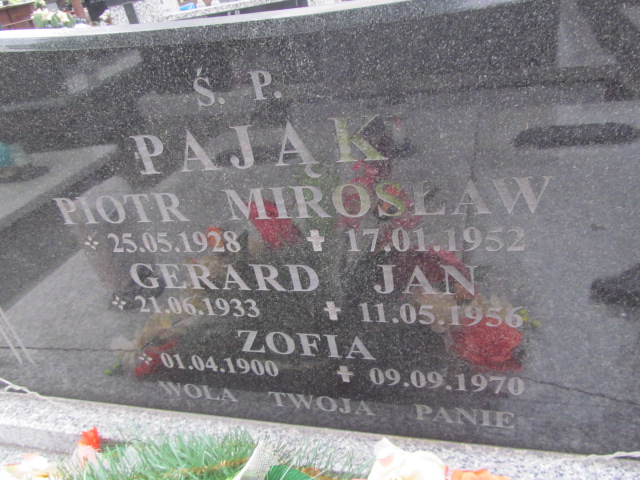 Ś. P.
PAJĄK
PIOTR MIROSŁAW
25.05.1928 17.01.1952
GERARD JAN
21.06.1933 11.05.1956
ZOFIA
01.04.1900 09.09.1970
WOLA TWOJA PANIE